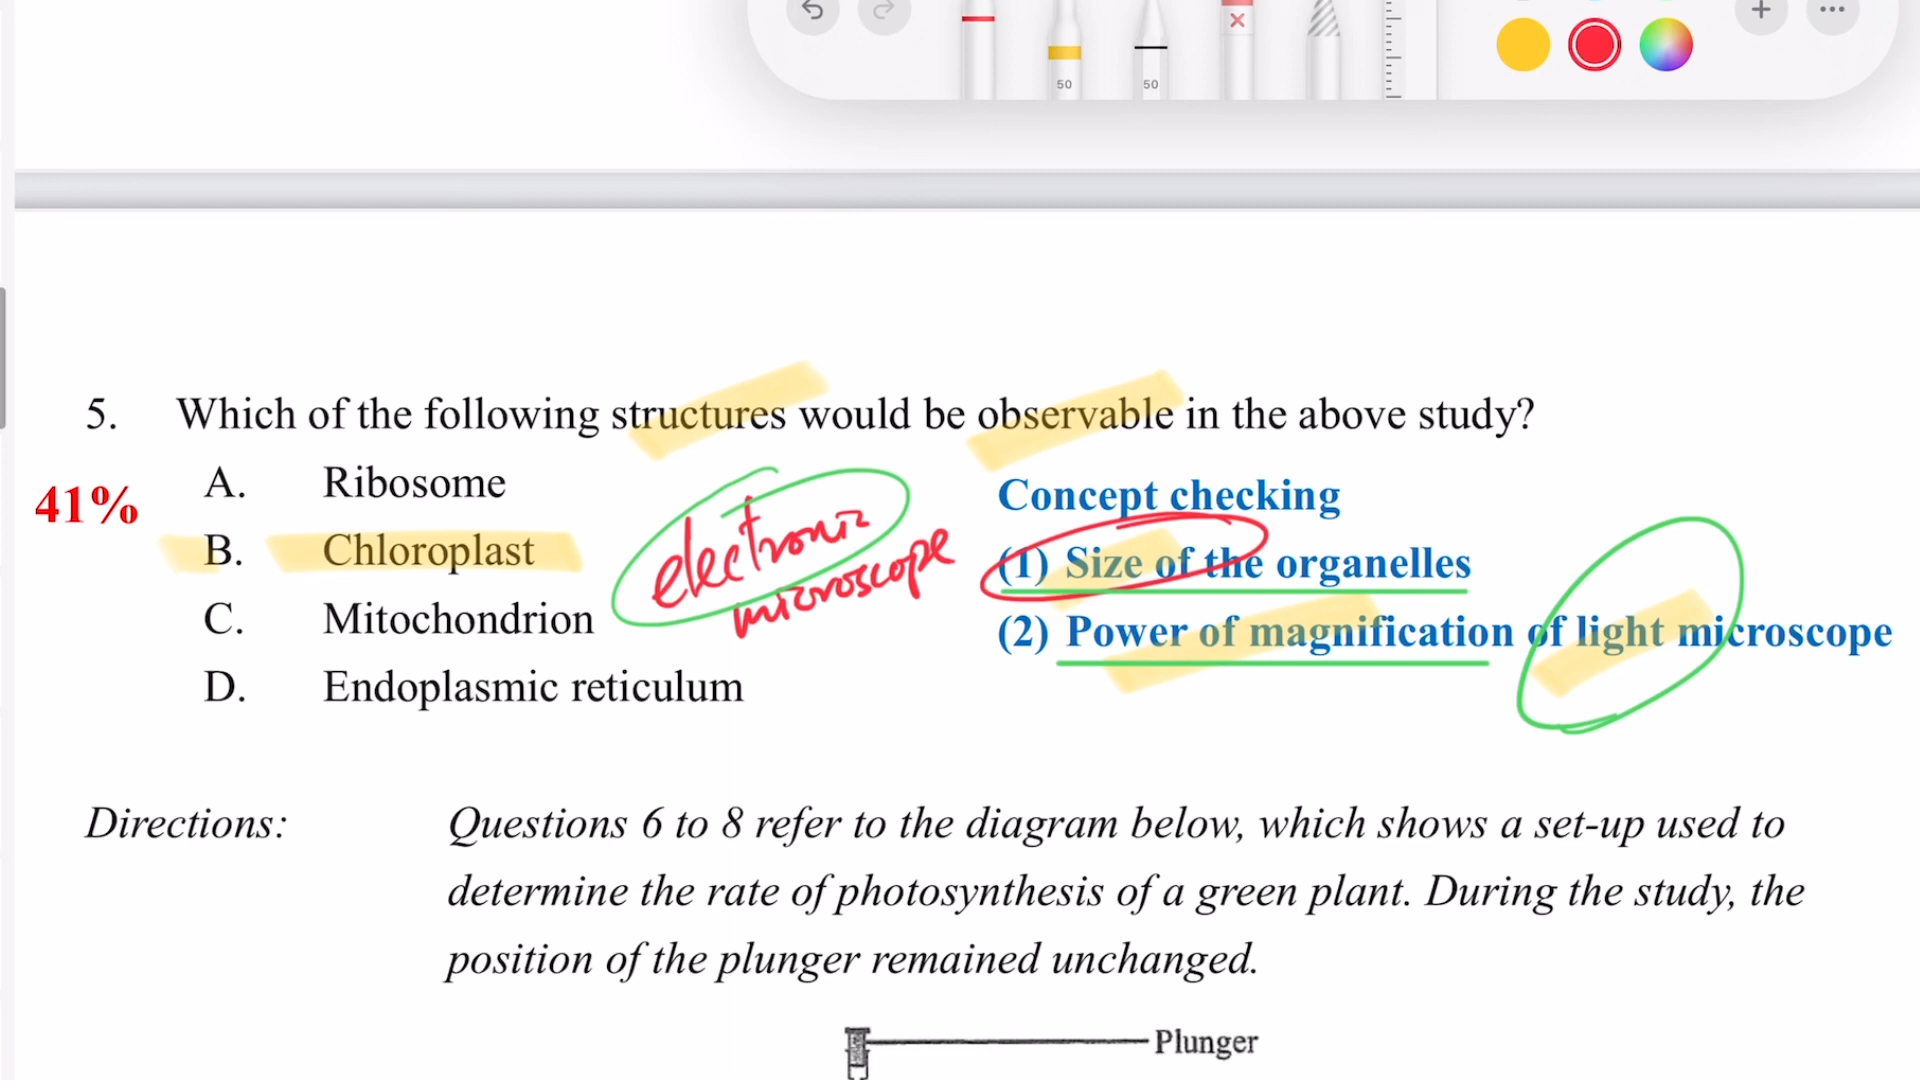 50
50
5. Which of the following structures would be observable in the above study?
41%
A. Ribosome
B. Chloroplast
C. Mitochondrion
D. Endoplasmic reticulum
electronic
microscope
Concept checking
(1) Size of the organelles
(2) Power of magnification of light microscope
Directions: Questions 6 to 8 refer to the diagram below, which shows a set-up used to
determine the rate of photosynthesis of a green plant. During the study, the
position of the plunger remained unchanged.
Plunger